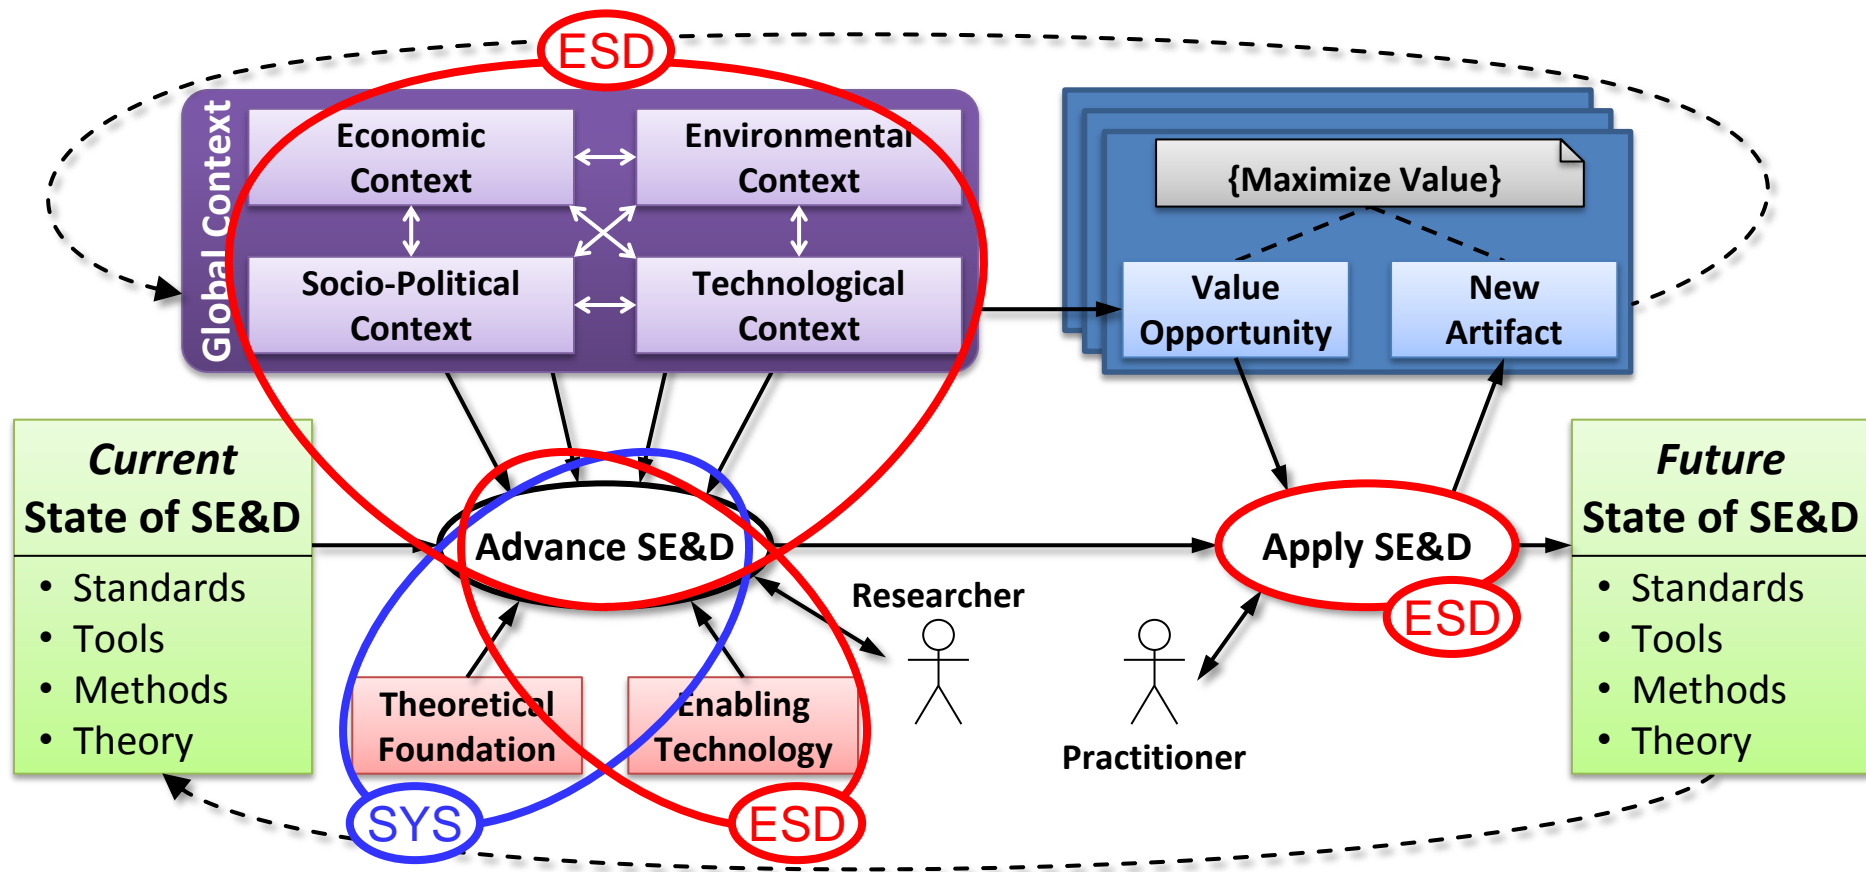 ESD
Global Context
Economic
Context
Environmental
Context
Socio-Political
Context
Technological
Context
{Maximize Value}
Value
Opportunity
New
Artifact
Current
State of SE&D
• Standards
• Tools
• Methods
• Theory
Advance SE&D
Researcher
Theoretical
Foundation
Enabling
Technology
SYS
ESD
Apply SE&D
ESD
Practitioner
Future
State of SE&D
• Standards
• Tools
• Methods
• Theory